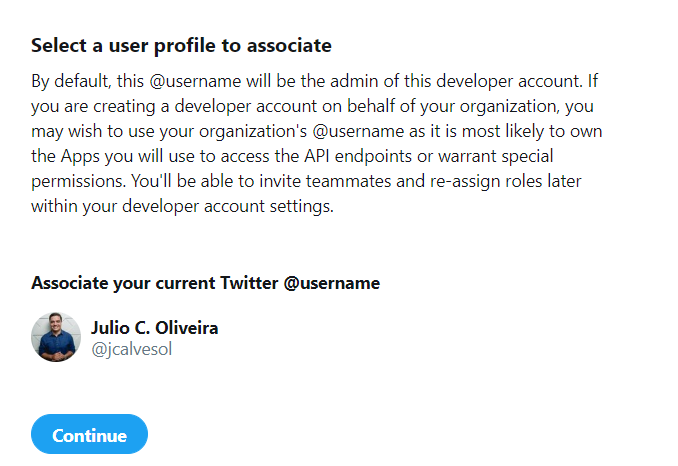 Select a user profile to associate
By default, this @username will be the admin of this developer account. If
you are creating a developer account on behalf of your organization, you
may wish to use your organization's @username as it is most likely to own
the Apps you will use to access the API endpoints or warrant special
permissions. You'll be able to invite teammates and re-assign roles later
within your developer account settings.
Associate your current Twitter @username
Julio C. Oliveira
@jcalvesol
Continue